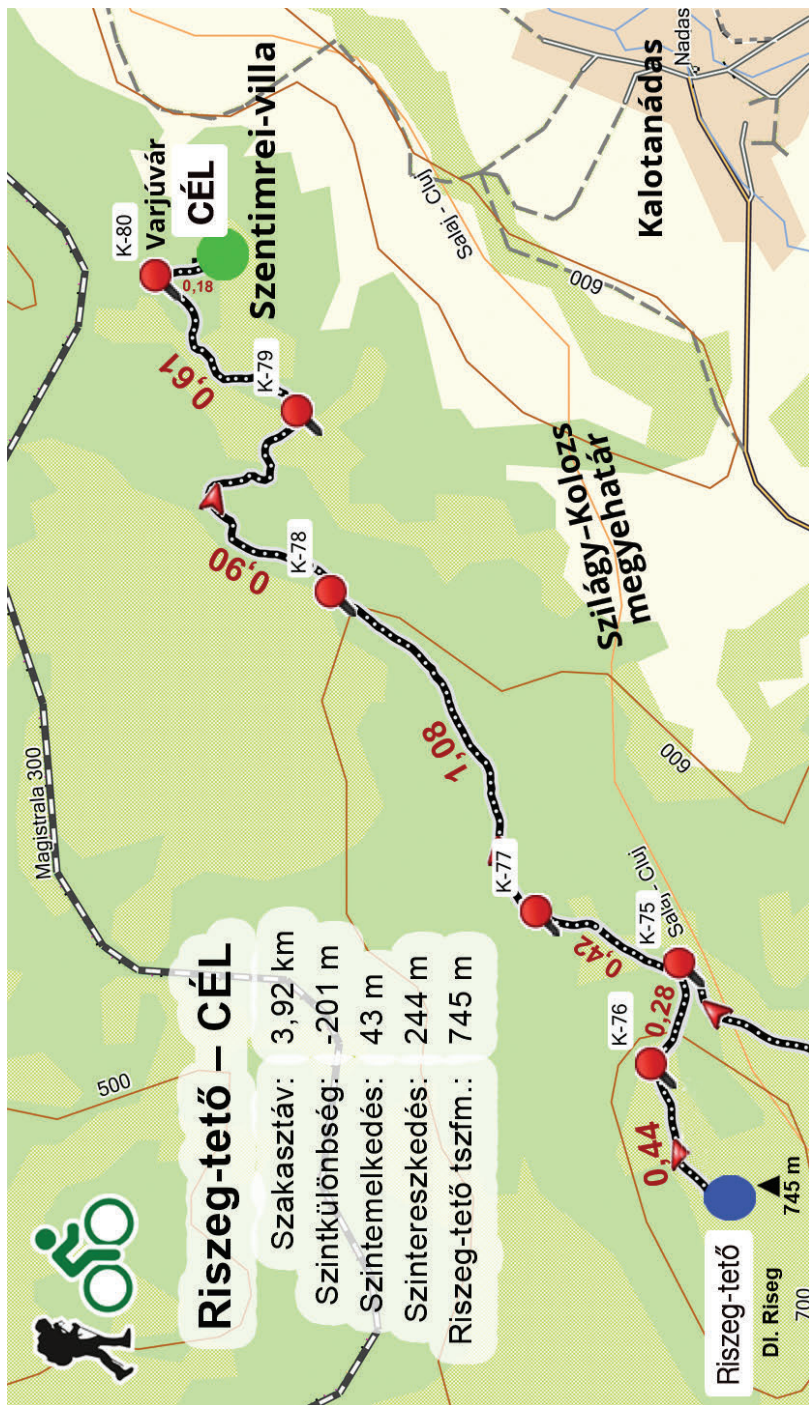 Riszeg-tető – CÉL
Szakasztáv: 3,92 km
Szintkülönbség: -201 m
Szintemelkedés: 43 m
Szintereszkedés: 244 m
Riszeg-tető tszfm.: 745 m
Magistrala 300
500
K-80
Varjúvár
CÉL
0,18
Szentimrei-villa
0,61
K-79
0,90
K-78
1,08
K-77
0,42
K-75
Salaj - Cluj
0,28
K-76
0,44
Riszeg-tető
745 m
Dl. Riseg
700
600
Szilágy–Kolozs
megyehatár
Salaj - Cluj
600
Kalotanádas
Nadas